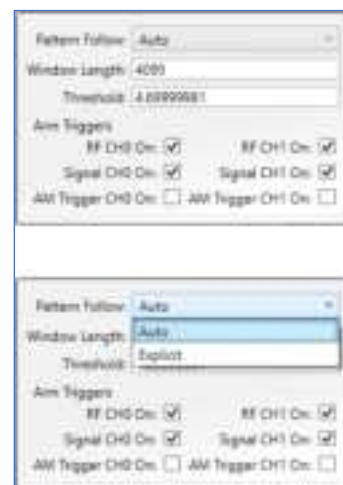 Pattern Follow: Auto
Window Length: 4095
Threshold: 4.69999981
Arm Triggers
RF CH0 On: RF CH1 On:
Signal CH0 On: Signal CH1 On:
AM Trigger CH0 On: AM Trigger CH1 On:
Pattern Follow: Auto
Window Length: Auto
Threshold: Explicit
Arm Triggers
RF CH0 On: RF CH1 On:
Signal CH0 On: Signal CH1 On:
AM Trigger CH0 On: AM Trigger CH1 On: